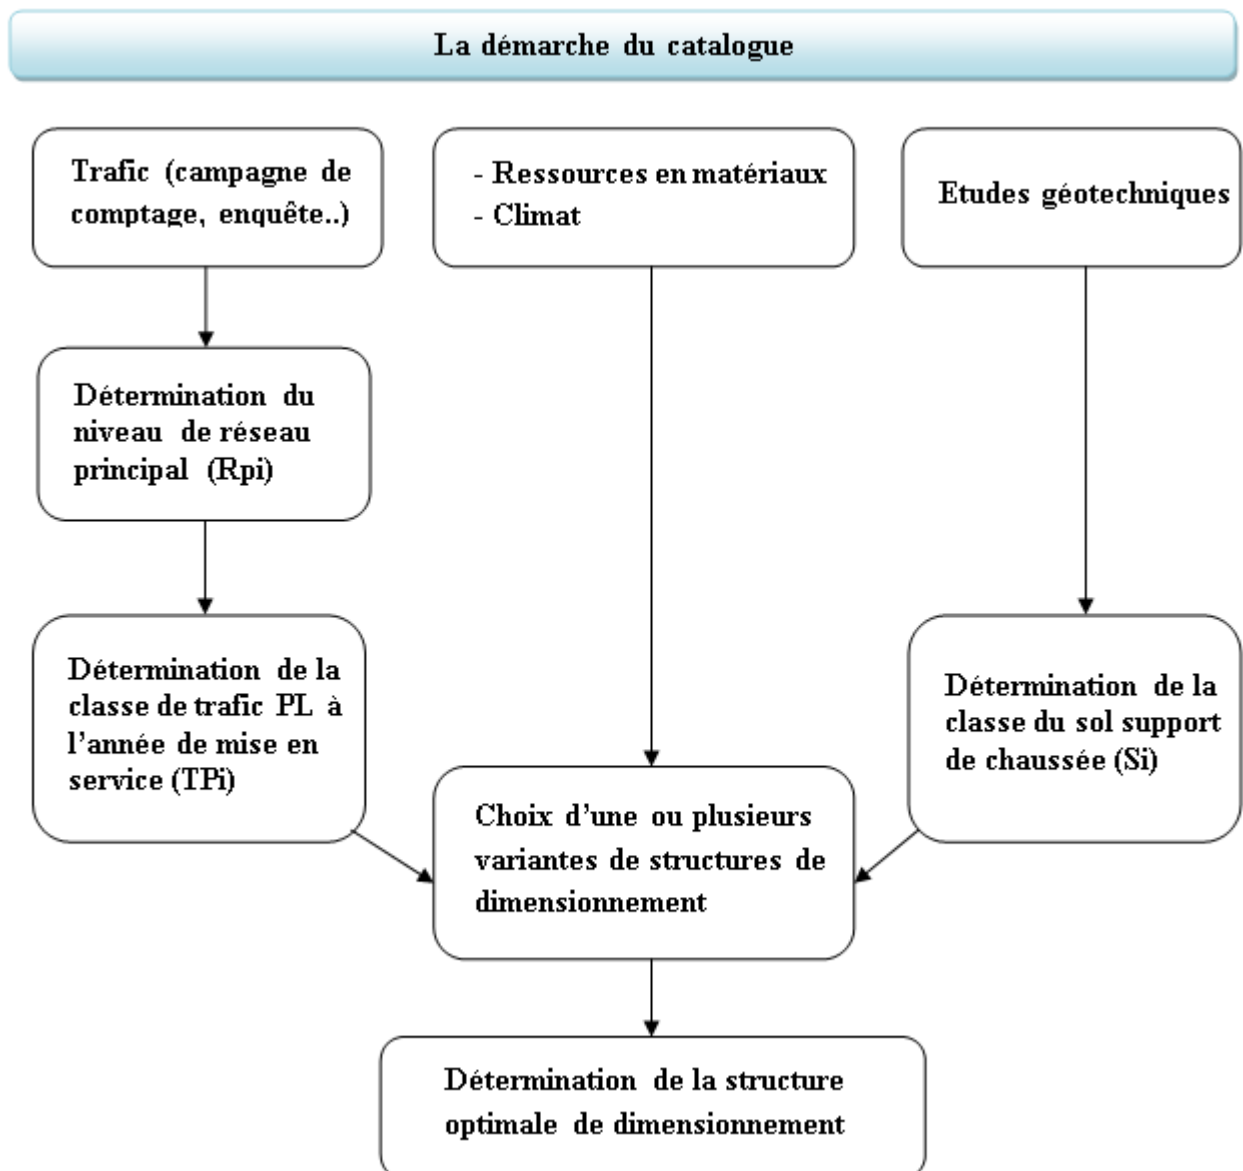 La démarche du catalogue
Trafic (campagne de
comptage, enquête..)
- Ressources en matériaux
- Climat
Etudes géotechniques
Détermination du
niveau de réseau
principal (Rpi)
Détermination de la
classe de trafic PL à
l'année de mise en
service (TPi)
Détermination de la
classe du sol support
de chaussée (Si)
Choix d'une ou plusieurs
variantes de structures de
dimensionnement
Détermination de la structure
optimale de dimensionnement